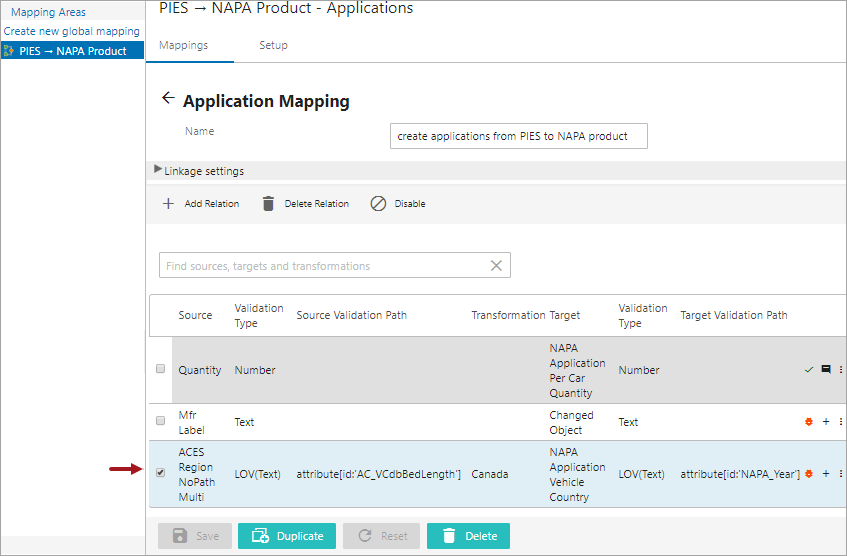 Mapping Areas
Create new global mapping
PIES → NAPA Product
PIES → NAPA Product - Applications
Mappings Setup
← Application Mapping
Name create applications from PIES to NAPA product
Linkage settings
Add Relation Delete Relation Disable
Find sources, targets and transformations
Source Validation Type Source Validation Path Transformation Target Validation Type Target Validation Path
Quantity Number NAPA Application Per Car Quantity Number
Mfr Label Text Changed Object Text
ACES Region NoPath Multi LOV(Text) attribute[id:'AC_VCdbBedLength'] Canada NAPA Application Vehicle Country LOV(Text) attribute[id:'NAPA_Year']
Save Duplicate Reset Delete